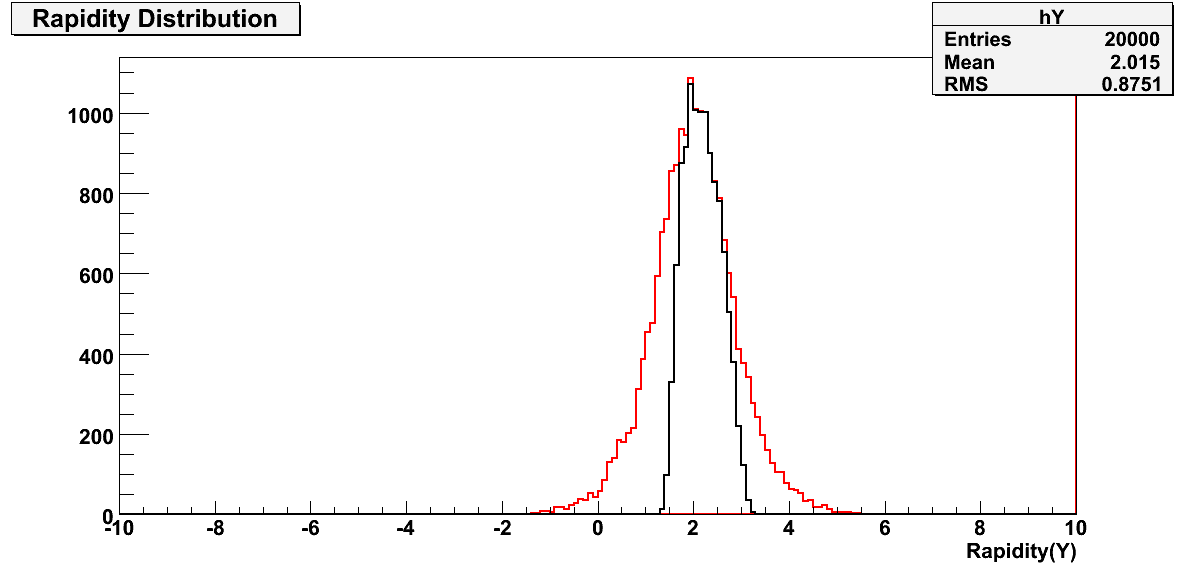 Rapidity Distribution
hY
Entries 20000
Mean 2.015
RMS 0.8751
1000
800
600
400
200
0
-10 -8 -6 -4 -2 0 2 4 6 8 10
Rapidity(Y)